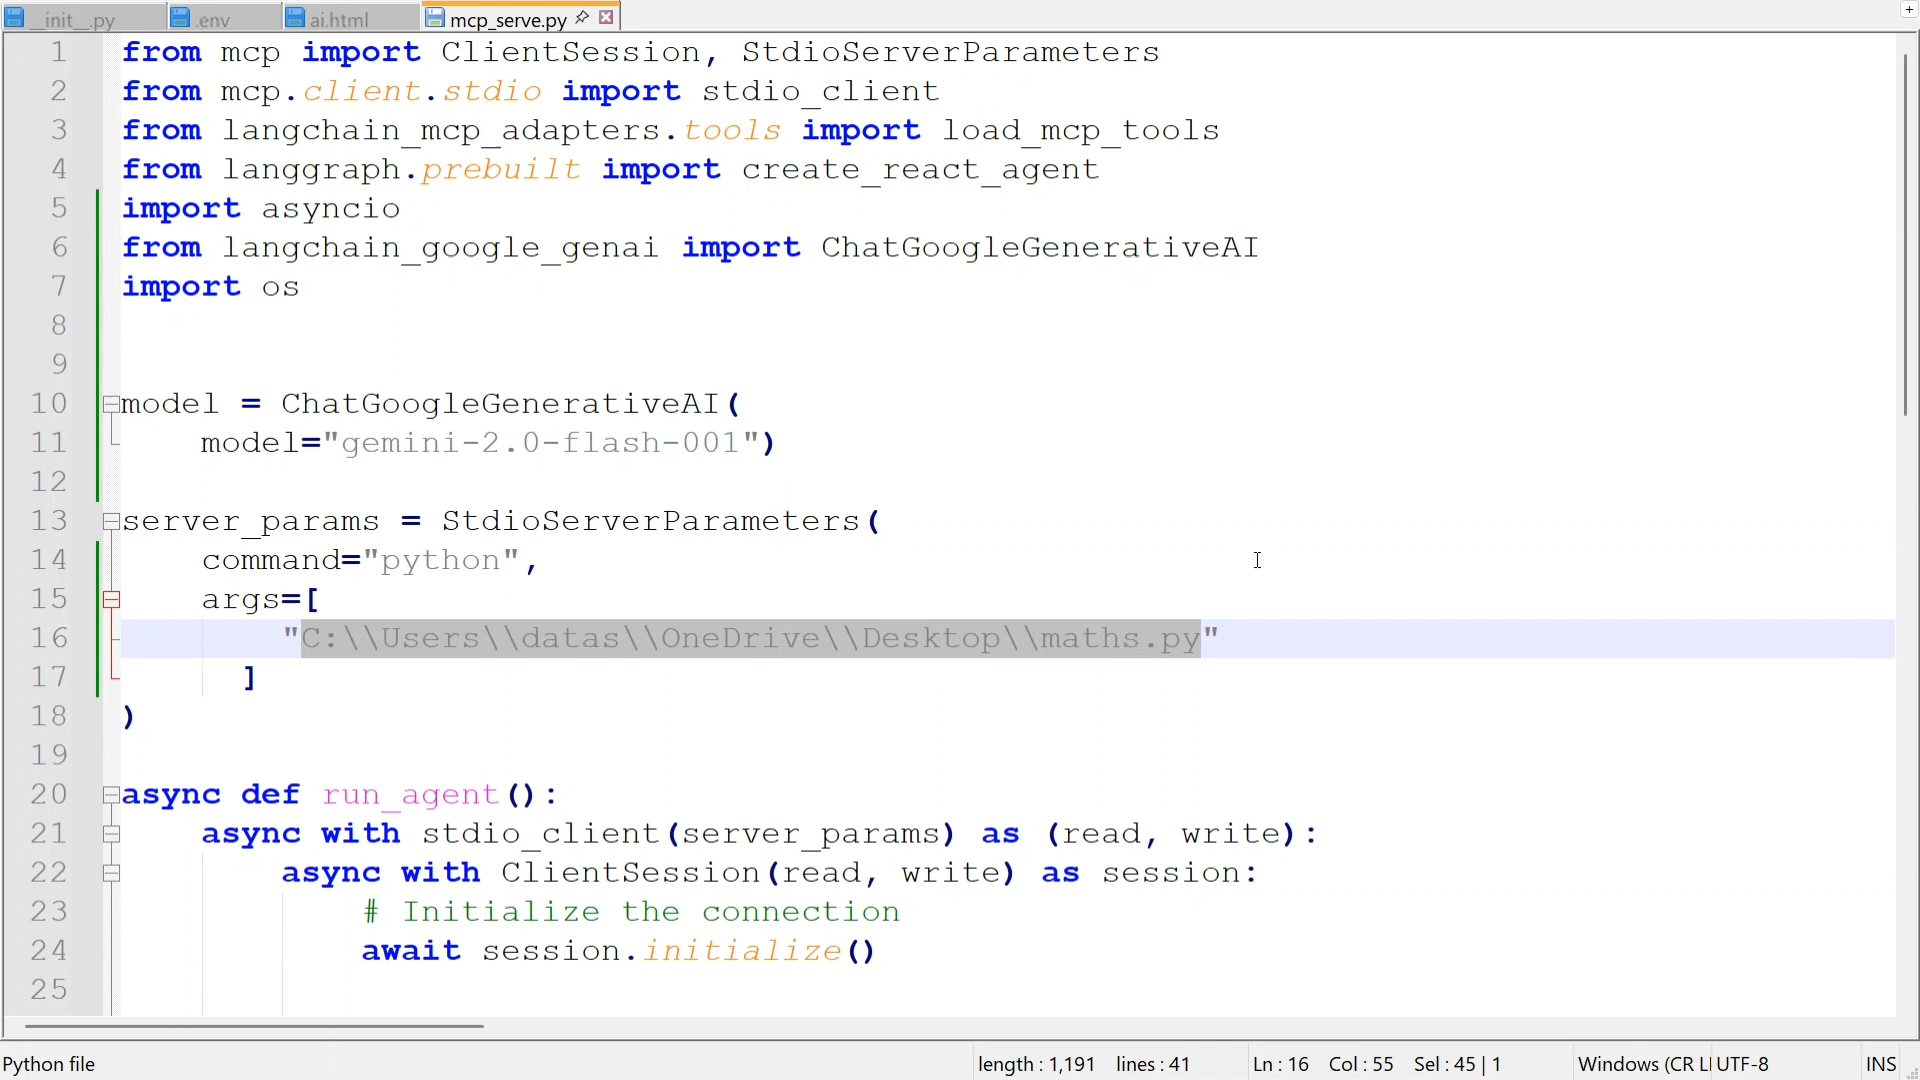 __init__.py .env ai.html mcp_serve.py +
1 from mcp import ClientSession, StdioServerParameters
2 from mcp.client.stdio import stdio_client
3 from langchain_mcp_adapters.tools import load_mcp_tools
4 from langgraph.prebuilt import create_react_agent
5 import asyncio
6 from langchain_google_genai import ChatGoogleGenerativeAI
7 import os
8
9
10 model = ChatGoogleGenerativeAI(
11 model="gemini-2.0-flash-001")
12
13 server_params = StdioServerParameters(
14 command="python",
15 args=[
16 "C:\\Users\\datas\\OneDrive\\Desktop\\maths.py"
17 ]
18 )
19
20 async def run_agent():
21 async with stdio_client(server_params) as (read, write):
22 async with ClientSession(read, write) as session:
23 # Initialize the connection
24 await session.initialize()
25
Python file length : 1,191 lines : 41 Ln : 16 Col : 55 Sel : 45 | 1 Windows (CR LI UTF-8 INS